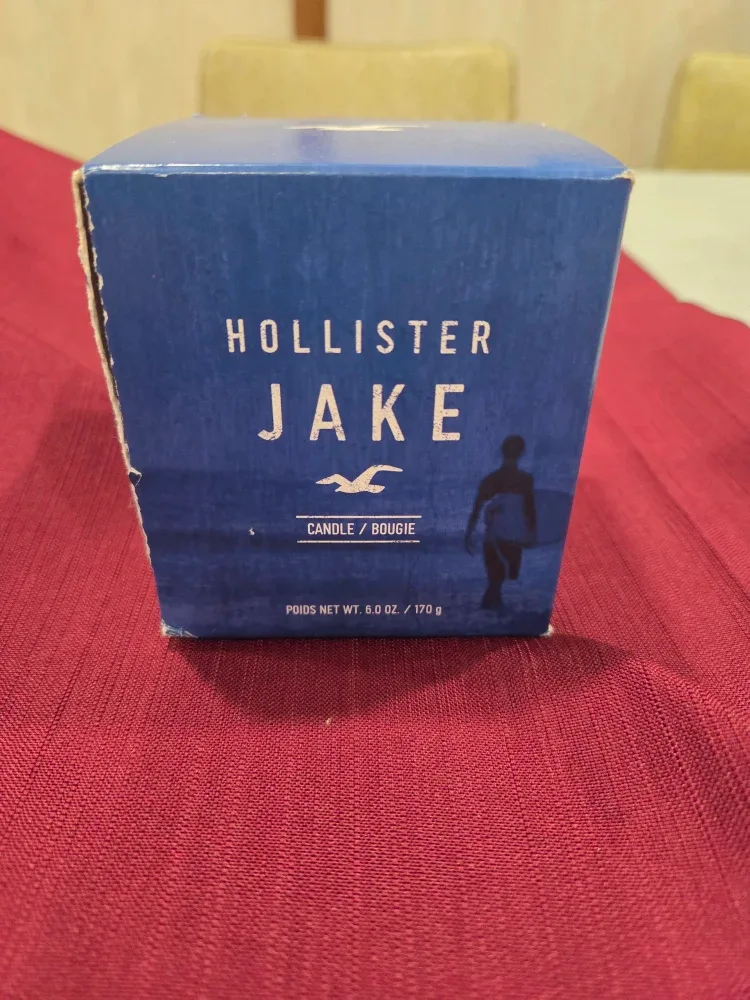 HOLLISTER
JAKE
CANDLE / BOUGIE
POIDS NET WT. 6.0 OZ. / 170 g